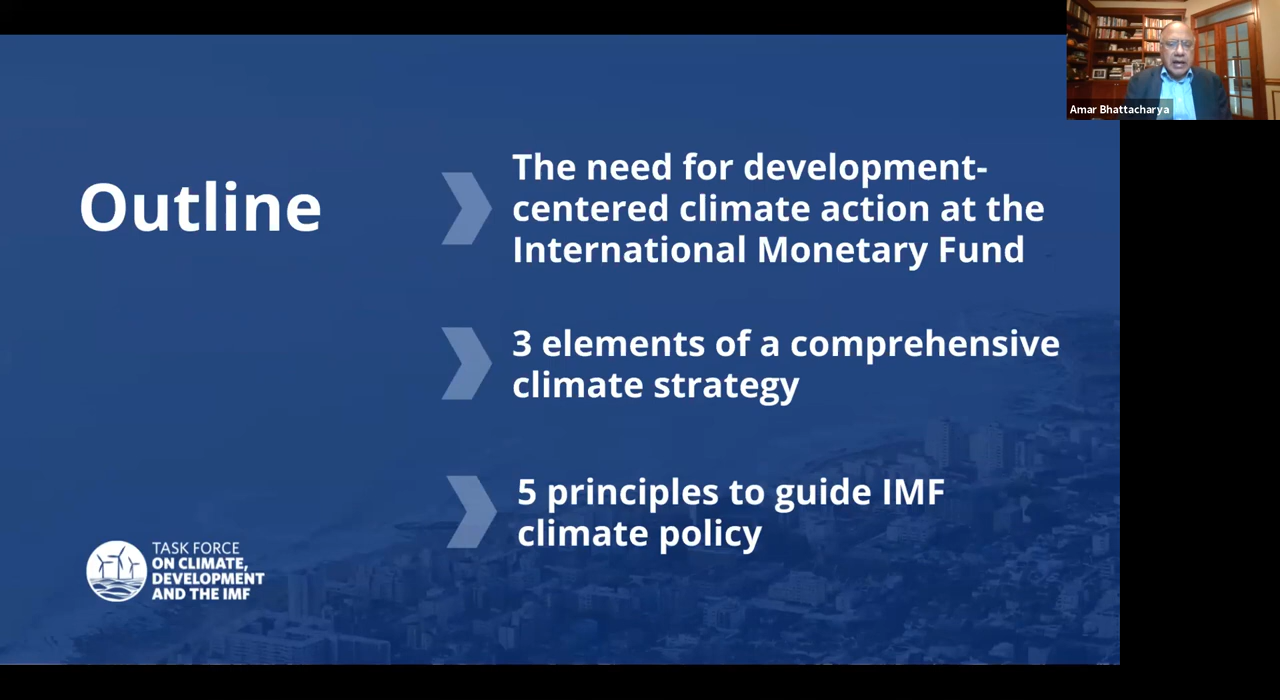 Amar Bhattacharya
Outline
The need for development-
centered climate action at the
International Monetary Fund
3 elements of a comprehensive
climate strategy
5 principles to guide IMF
climate policy
TASK FORCE
ON CLIMATE,
DEVELOPMENT
AND THE IMF